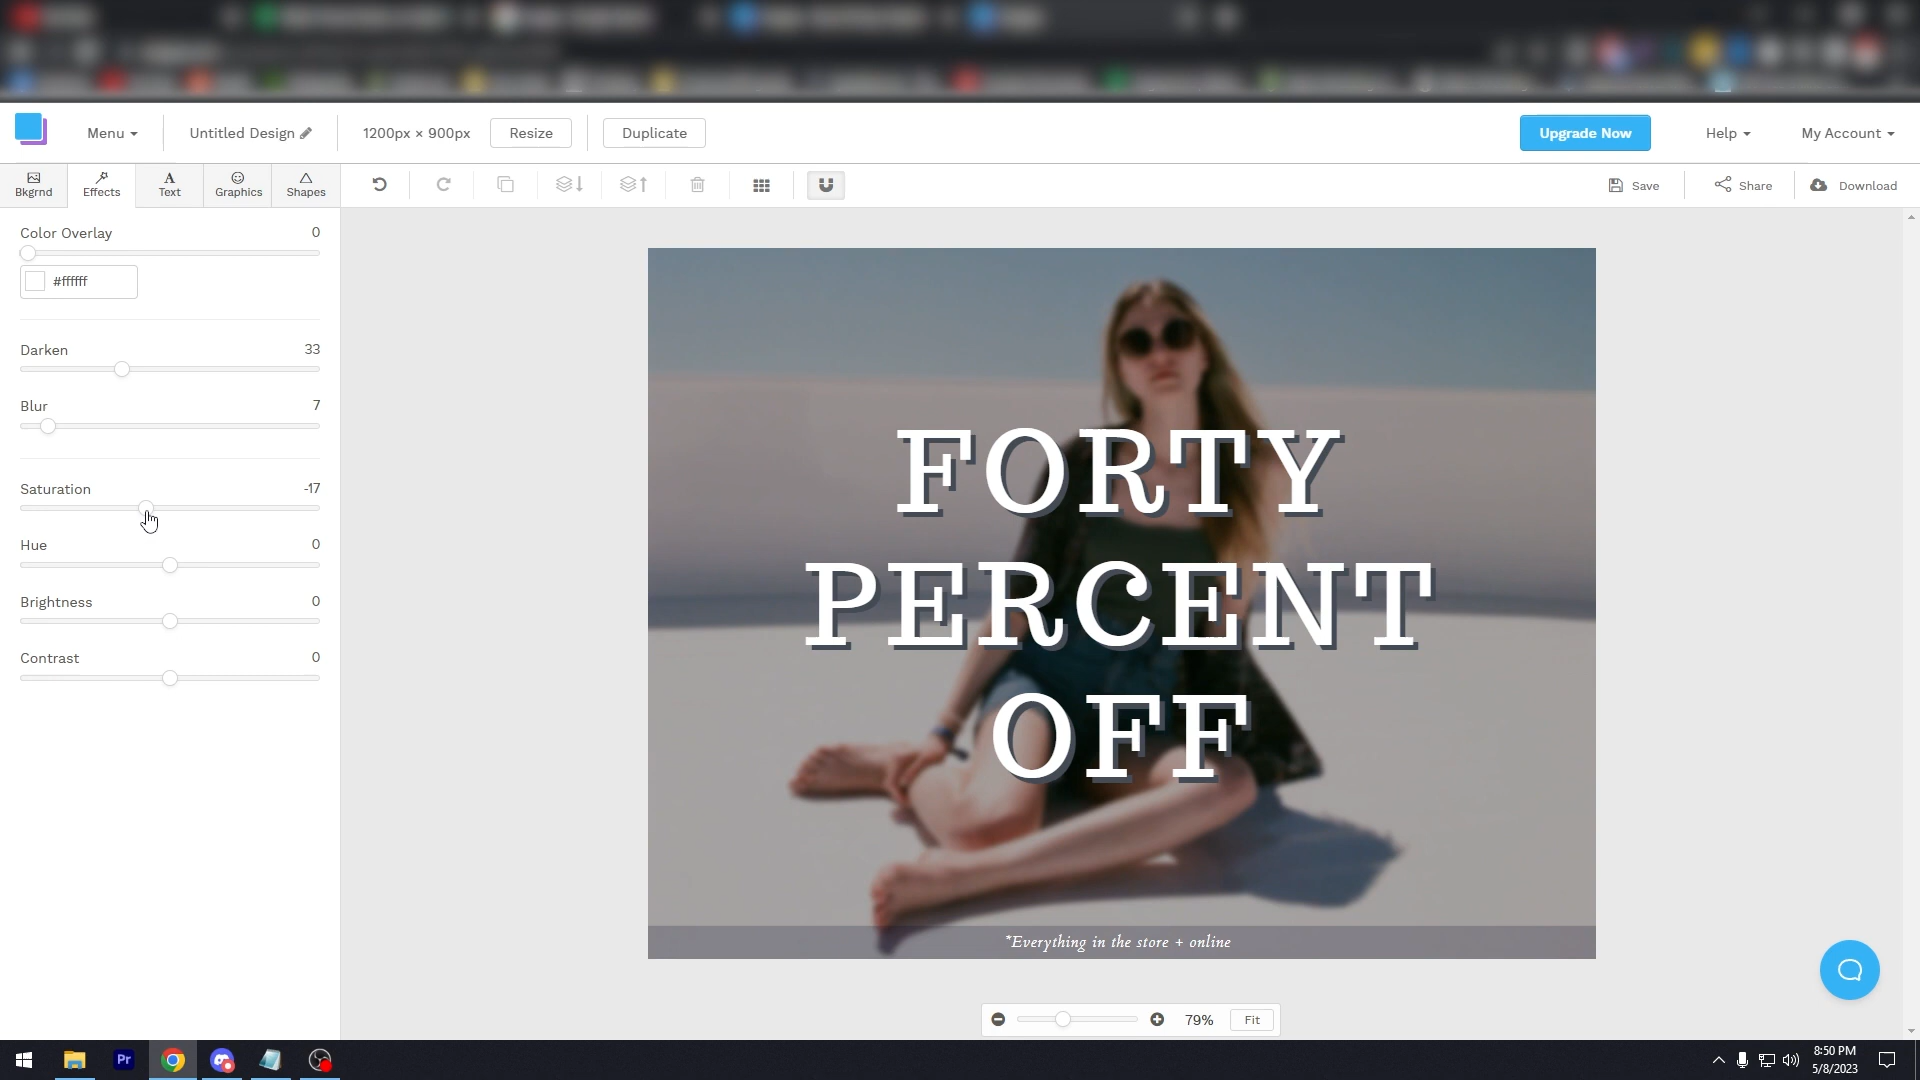 Menu
Untitled Design
1200px × 900px
Resize
Duplicate
Upgrade Now
Help
My Account
Bkgrnd
Effects
Text
Graphics
Shapes
Save
Share
Download
Color Overlay 0
#ffffff
Darken 33
Blur 7
Saturation -17
Hue 0
Brightness 0
Contrast 0
FORTY
PERCENT
OFF
*Everything in the store + online
79%
Fit
Pr
8:50 PM
5/8/2023